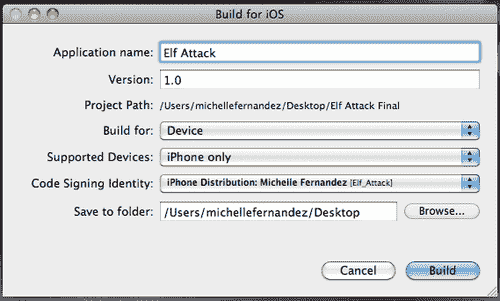 Build for iOS
Application name: Elf Attack
Version: 1.0
Project Path: /Users/michellefernandez/Desktop/Elf Attack Final
Build for: Device
Supported Devices: iPhone only
Code Signing Identity: iPhone Distribution: Michelle Fernandez [Elf_Attack]
Save to folder: /Users/michellefernandez/Desktop Browse...
Cancel Build